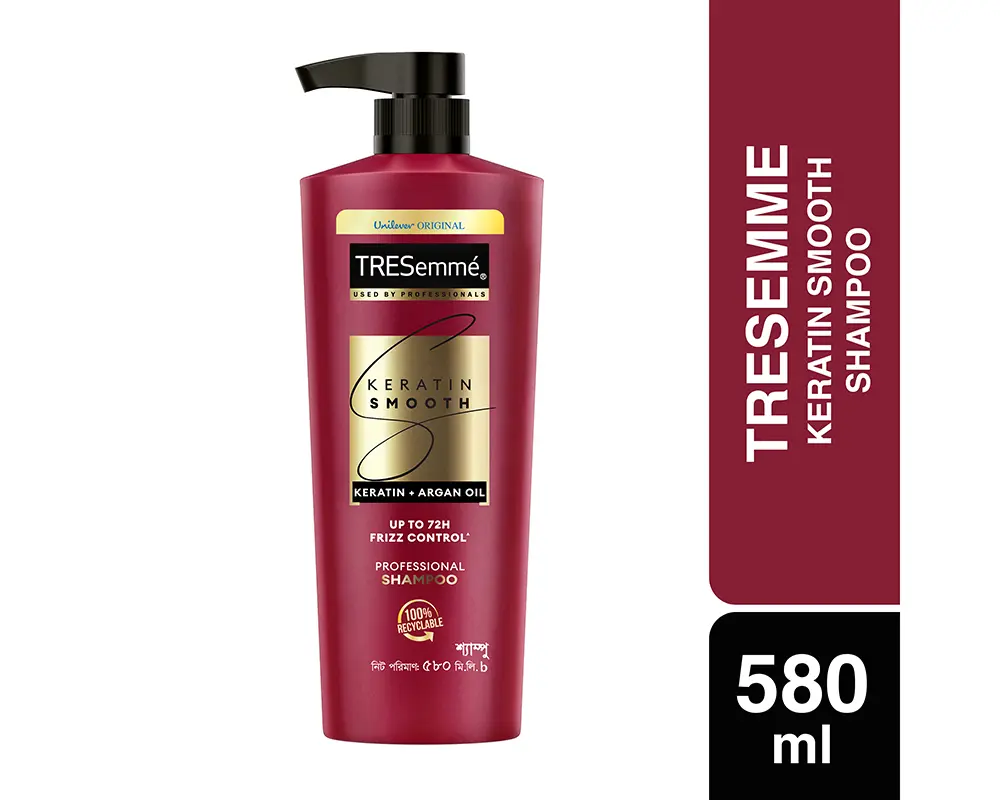 Unilever ORIGINAL
TRESemmé®
USED BY PROFESSIONALS
KERATIN
SMOOTH
KERATIN + ARGAN OIL
UP TO 72H
FRIZZ CONTROL^
PROFESSIONAL
SHAMPOO
100%
RECYCLABLE
শ্যাম্পু
নিট পরিমাণ: ৫৮০ মি.লি. b
TRESEMME
KERATIN SMOOTH
SHAMPOO
580
ml